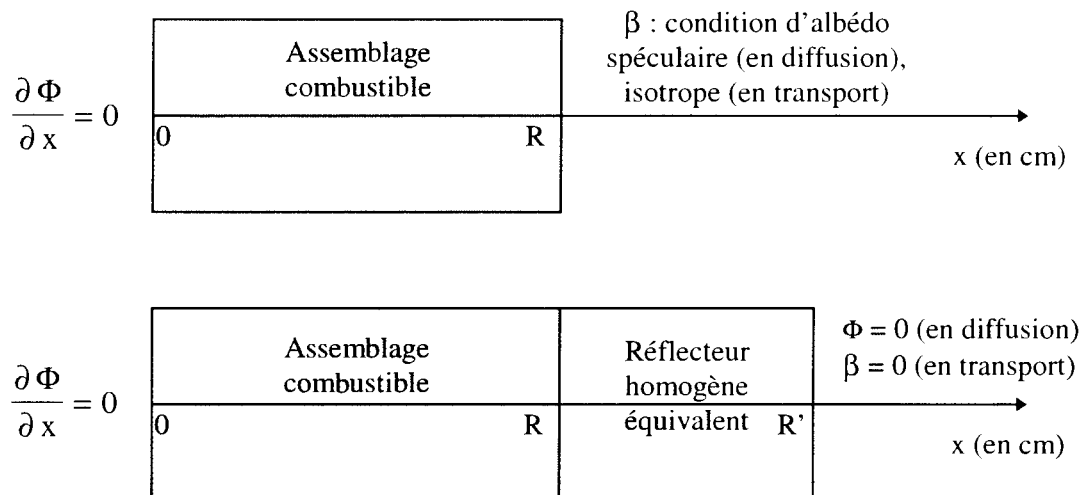 Assemblage
combustible
β : condition d'albédo
spéculaire (en diffusion),
isotrope (en transport)
∂ Φ
∂ x
= 0
0
R
x (en cm)
Assemblage
combustible
Réflecteur
homogène
équivalent
Φ = 0 (en diffusion)
β = 0 (en transport)
∂ Φ
∂ x
= 0
0
R
R'
x (en cm)